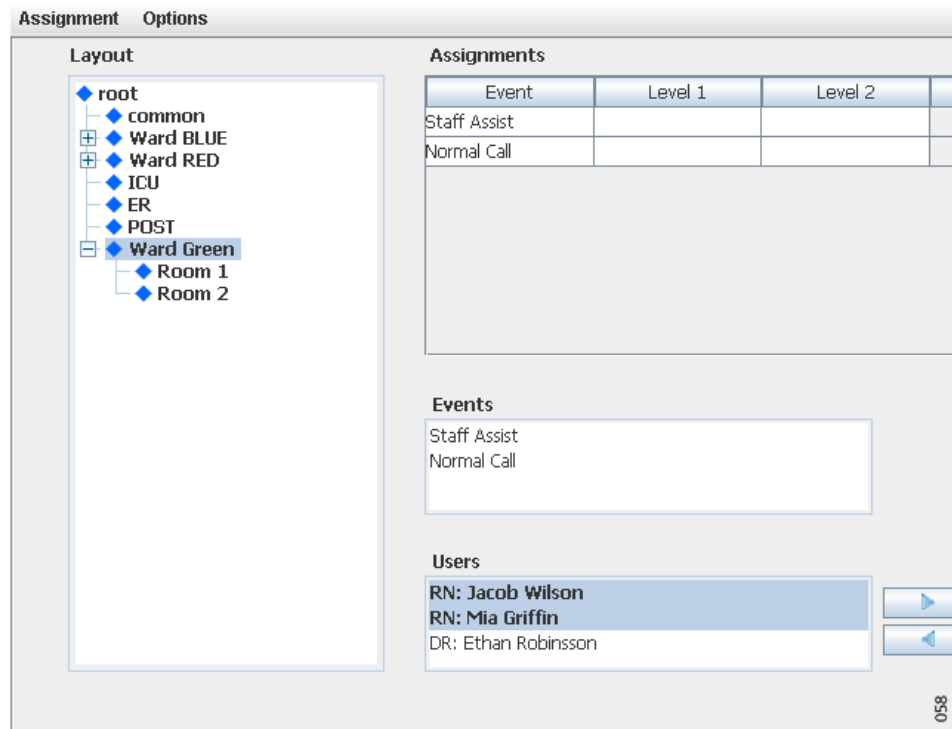 Assignment Options
Layout
root
common
Ward BLUE
Ward RED
ICU
ER
POST
Ward Green
Room 1
Room 2
Assignments
Event Level 1 Level 2
Staff Assist
Normal Call
Events
Staff Assist
Normal Call
Users
RN: Jacob Wilson
RN: Mia Griffin
DR: Ethan Robinsson
058